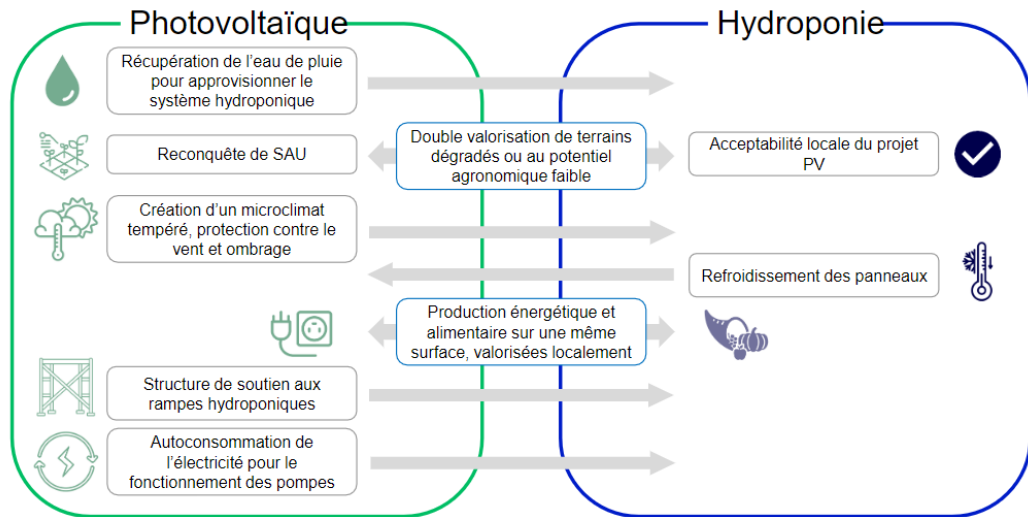 Photovoltaïque
Hydroponie
Récupération de l'eau de pluie
pour approvisionner le
système hydroponique
Reconquête de SAU
Double valorisation de terrains
dégradés ou au potentiel
agronomique faible
Acceptabilité locale du projet
PV
Création d'un microclimat
tempéré, protection contre le
vent et ombrage
Refroidissement des panneaux
Production énergétique et
alimentaire sur une même
surface, valorisées localement
Structure de soutien aux
rampes hydroponiques
Autoconsommation de
l'électricité pour le
fonctionnement des pompes